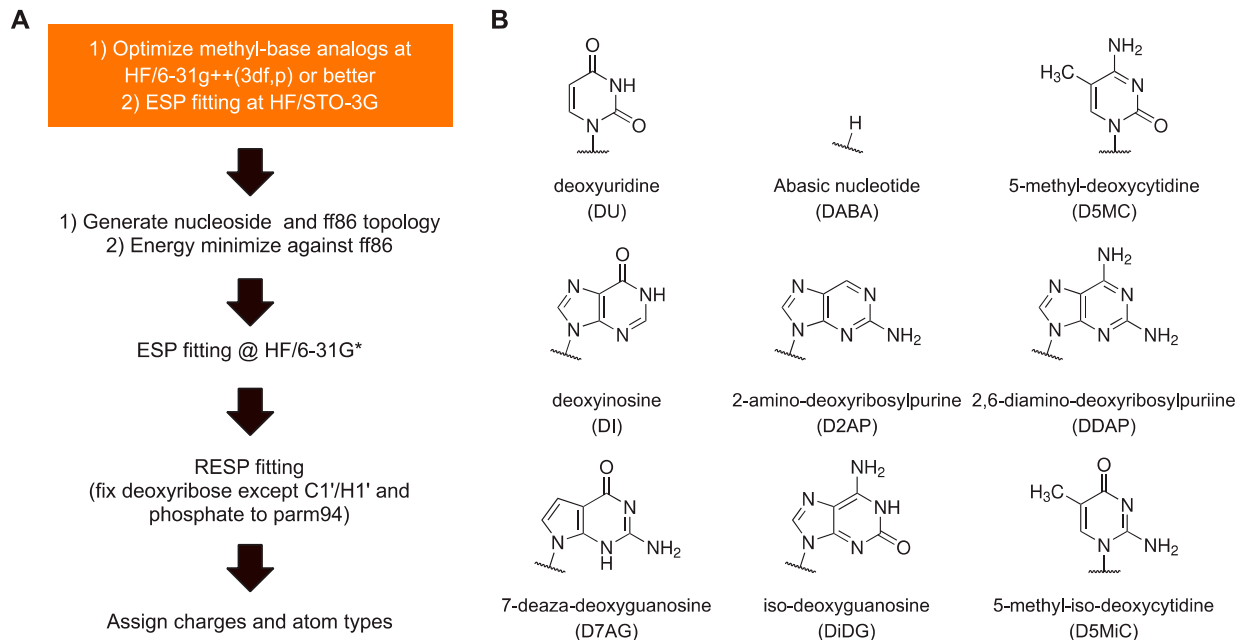 A
1) Optimize methyl-base analogs at
HF/6-31g++(3df,p) or better
2) ESP fitting at HF/STO-3G
1) Generate nucleoside and ff86 topology
2) Energy minimize against ff86
ESP fitting @ HF/6-31G*
RESP fitting
(fix deoxyribose except C1'/H1' and
phosphate to parm94)
Assign charges and atom types
B
O
NH
N
O
deoxyuridine
(DU)
H
Abasic nucleotide
(DABA)
NH2
H3C
N
N
O
5-methyl-deoxycytidine
(D5MC)
O
N
NH
N
N
deoxyinosine
(DI)
N
N
N
N
NH2
2-amino-deoxyribosylpurine
(D2AP)
NH2
N
N
N
N
NH2
2,6-diamino-deoxyribosylpuriine
(DDAP)
O
N
N
N
H
NH2
7-deaza-deoxyguanosine
(D7AG)
NH2
N
NH
N
N
O
iso-deoxyguanosine
(DiDG)
O
H3C
N
N
NH2
5-methyl-iso-deoxycytidine
(D5MiC)